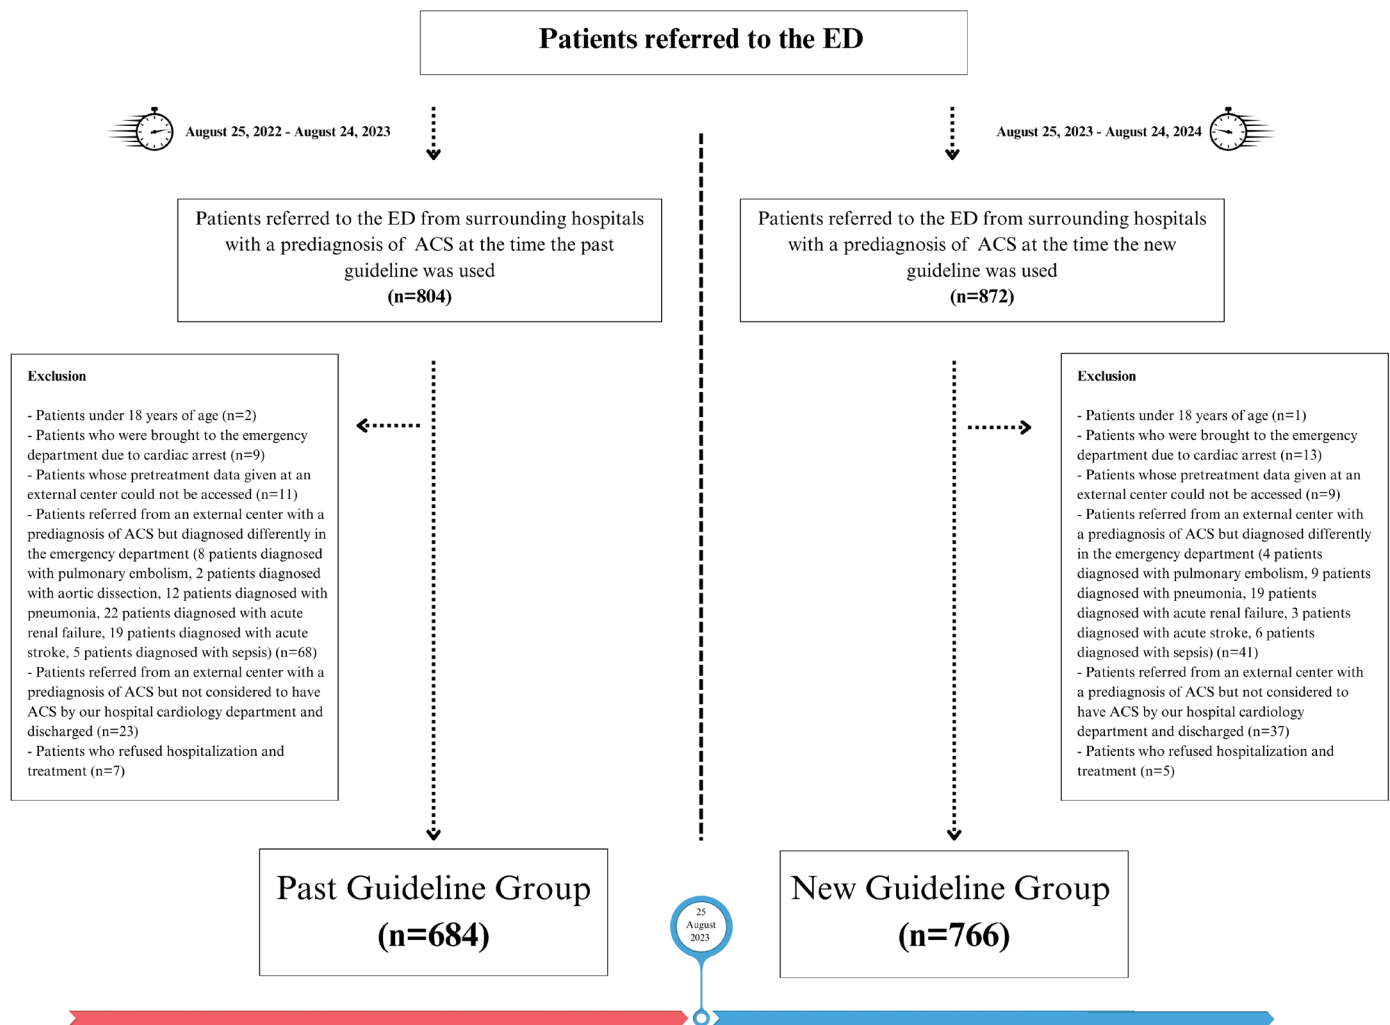 Patients referred to the ED
August 25, 2022 - August 24, 2023
August 25, 2023 - August 24, 2024
Patients referred to the ED from surrounding hospitals
with a prediagnosis of ACS at the time the past
guideline was used
(n=804)
Patients referred to the ED from surrounding hospitals
with a prediagnosis of ACS at the time the new
guideline was used
(n=872)
Exclusion
- Patients under 18 years of age (n=2)
- Patients who were brought to the emergency
department due to cardiac arrest (n=9)
- Patients whose pretreatment data given at an
external center could not be accessed (n=11)
- Patients referred from an external center with a
prediagnosis of ACS but diagnosed differently in
the emergency department (8 patients diagnosed
with pulmonary embolism, 2 patients diagnosed
with aortic dissection, 12 patients diagnosed with
pneumonia, 22 patients diagnosed with acute
renal failure, 19 patients diagnosed with acute
stroke, 5 patients diagnosed with sepsis) (n=68)
- Patients referred from an external center with a
prediagnosis of ACS but not considered to have
ACS by our hospital cardiology department and
discharged (n=23)
- Patients who refused hospitalization and
treatment (n=7)
Exclusion
- Patients under 18 years of age (n=1)
- Patients who were brought to the emergency
department due to cardiac arrest (n=13)
- Patients whose pretreatment data given at an
external center could not be accessed (n=9)
- Patients referred from an external center with
a prediagnosis of ACS but diagnosed differently
in the emergency department (4 patients
diagnosed with pulmonary embolism, 9 patients
diagnosed with pneumonia, 19 patients
diagnosed with acute renal failure, 3 patients
diagnosed with acute stroke, 6 patients
diagnosed with sepsis) (n=41)
- Patients referred from an external center with
a prediagnosis of ACS but not considered to
have ACS by our hospital cardiology
department and discharged (n=37)
- Patients who refused hospitalization and
treatment (n=5)
Past Guideline Group
(n=684)
25
August
2023
New Guideline Group
(n=766)